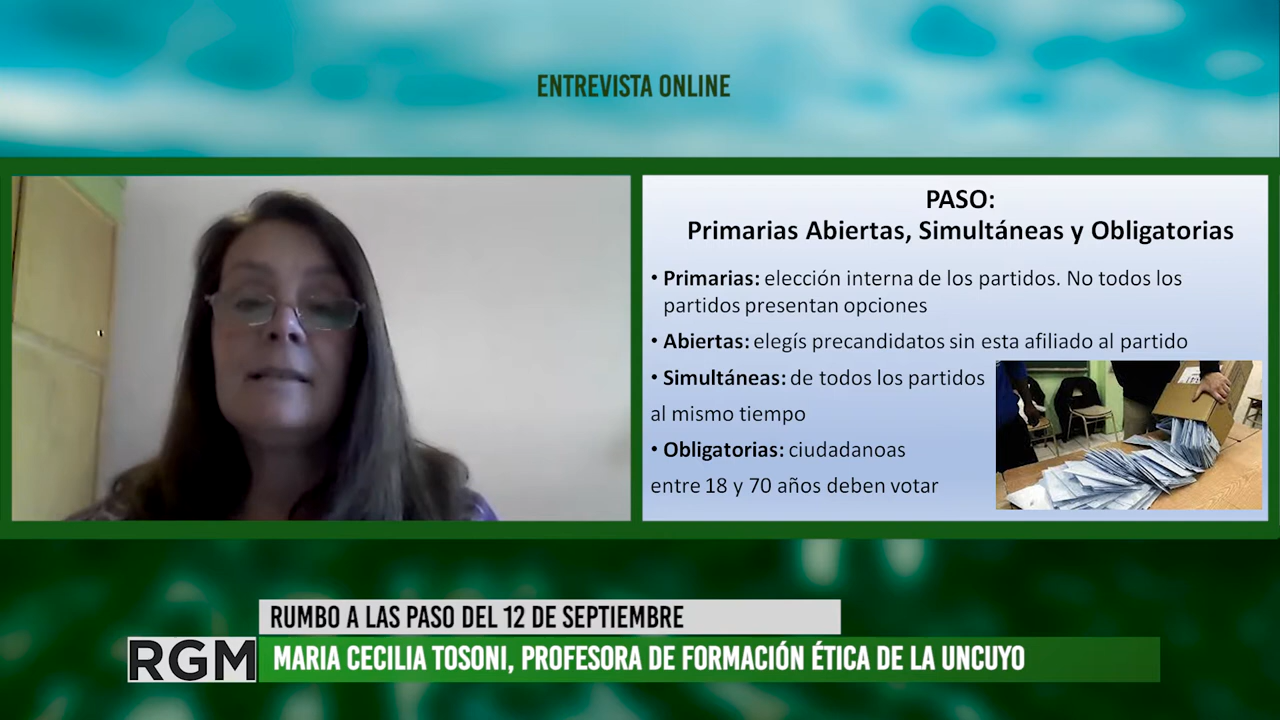 ENTREVISTA ONLINE
PASO:
Primarias Abiertas, Simultáneas y Obligatorias
• Primarias: elección interna de los partidos. No todos los
partidos presentan opciones
• Abiertas: elegís precandidatos sin esta afiliado al partido
• Simultáneas: de todos los partidos
al mismo tiempo
• Obligatorias: ciudadanoas
entre 18 y 70 años deben votar
RUMBO A LAS PASO DEL 12 DE SEPTIEMBRE
RGM
MARIA CECILIA TOSONI, PROFESORA DE FORMACIÓN ÉTICA DE LA UNCUYO